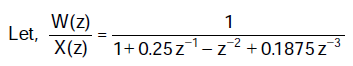 Let, W(z)/X(z) = 1/(1+0.25z⁻¹ − z⁻² + 0.1875z⁻³)